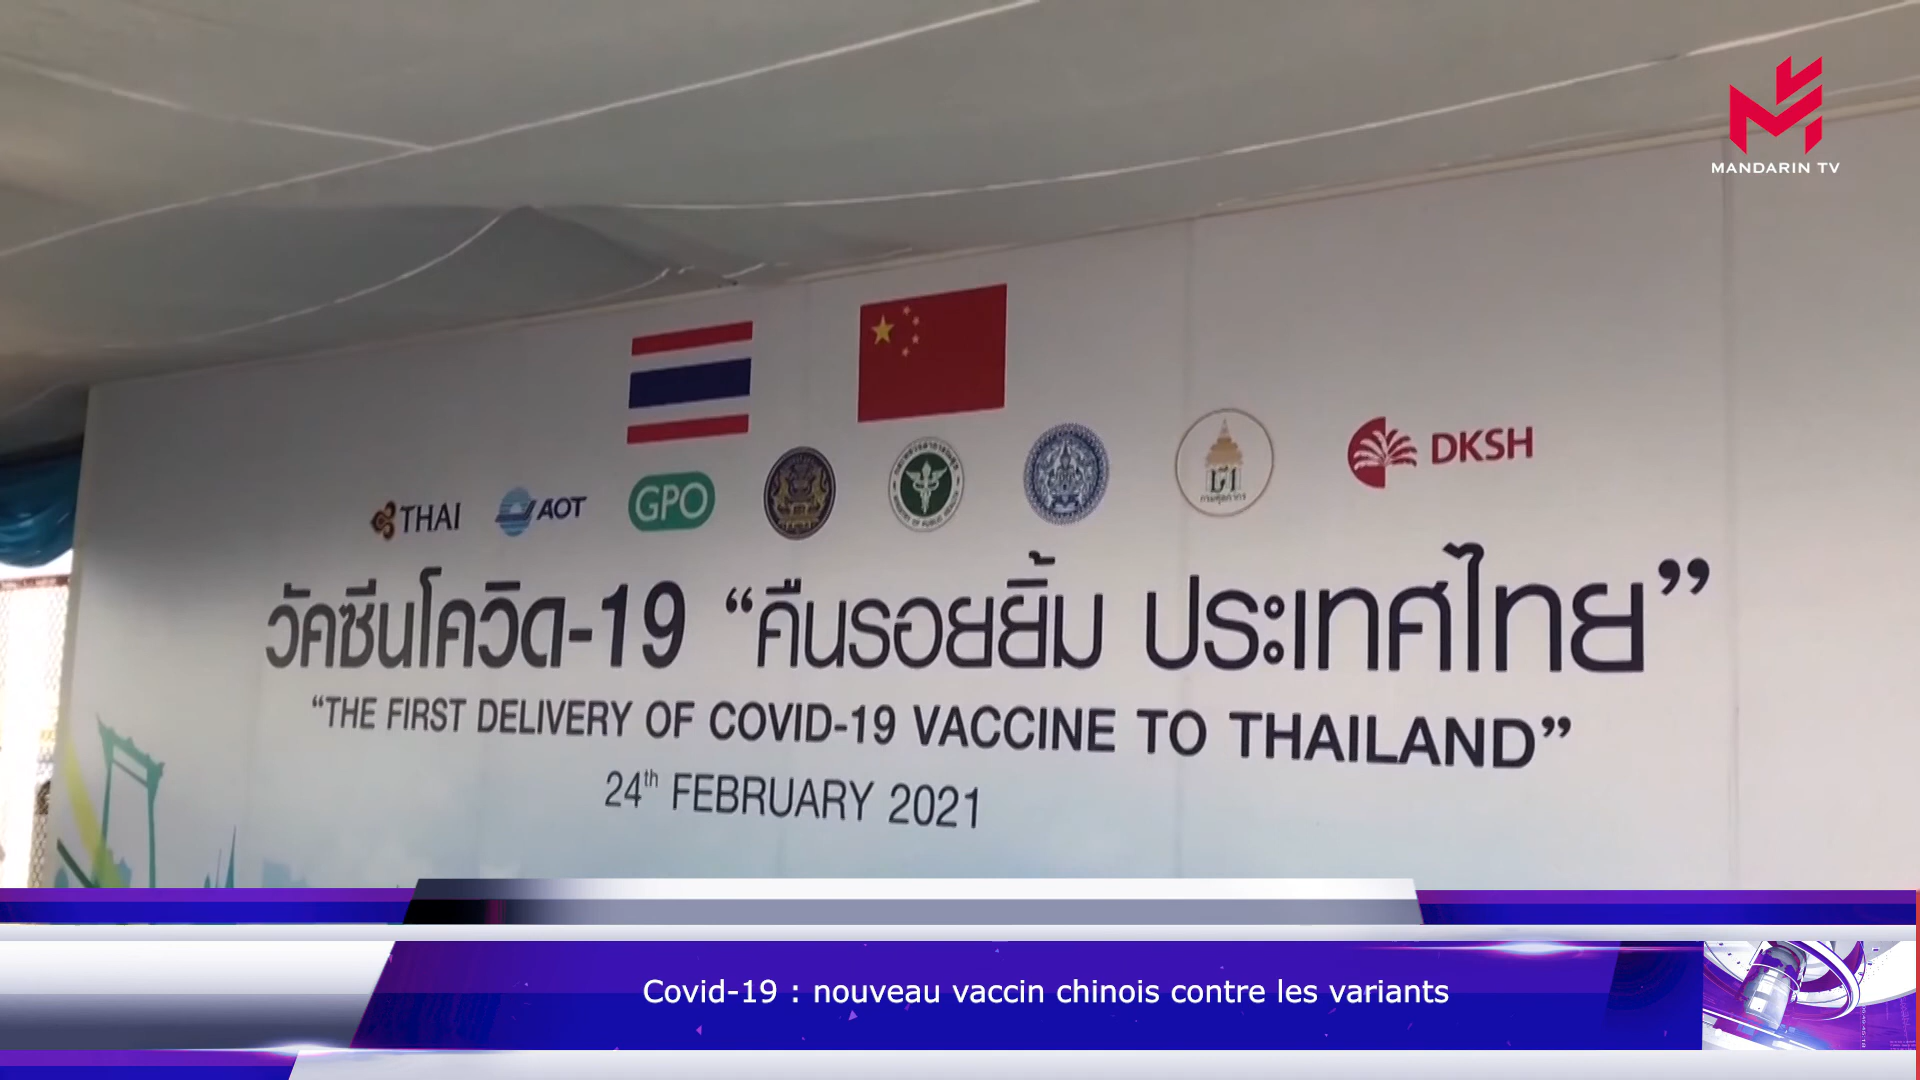 MANDARIN TV
THAI
AOT
GPO
DKSH
วัคซีนโควิด-19 “คืนรอยยิ้ม ประเทศไทย”
“THE FIRST DELIVERY OF COVID-19 VACCINE TO THAILAND”
24th FEBRUARY 2021
Covid-19 : nouveau vaccin chinois contre les variants